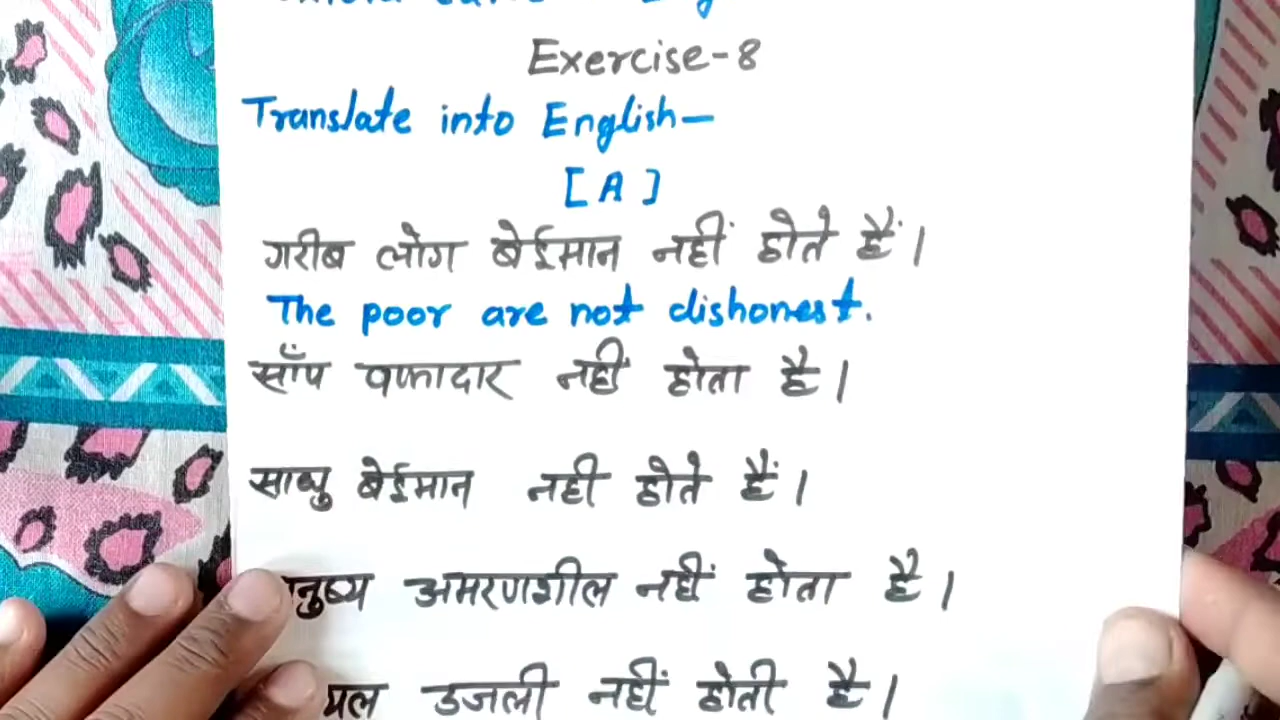 Exercise-8
Translate into English—
[A]
गरीब लोग बेईमान नहीं होते हैं।
The poor are not dishonest.
साँप वफादार नहीं होता है।
साधु बेईमान नही होते हैं।
अमरणशील नहीं होता है।
उजली नहीं होती है।